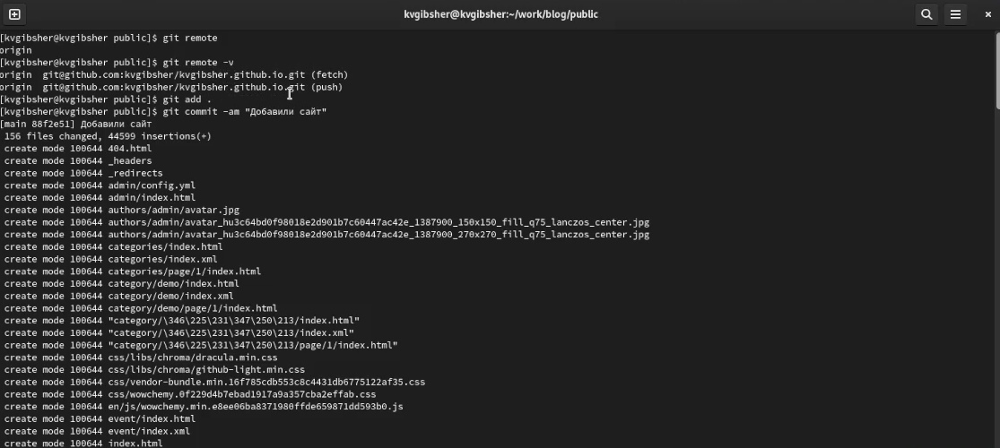 kvgibsher@kvgibsher:~/work/blog/public
[kvgibsher@kvgibsher public]$ git remote
origin
[kvgibsher@kvgibsher public]$ git remote -v
origin  git@github.com:kvgibsher/kvgibsher.github.io.git (fetch)
origin  git@github.com:kvgibsher/kvgibsher.github.io.git (push)
[kvgibsher@kvgibsher public]$ git add .
[kvgibsher@kvgibsher public]$ git commit -am "Добавили сайт"
[main 88f2e51] Добавили сайт
 156 files changed, 44599 insertions(+)
 create mode 100644 404.html
 create mode 100644 _headers
 create mode 100644 _redirects
 create mode 100644 admin/config.yml
 create mode 100644 admin/index.html
 create mode 100644 authors/admin/avatar.jpg
 create mode 100644 authors/admin/avatar_hu3c64bd0f98018e2d901b7c60447ac42e_1387900_150x150_fill_q75_lanczos_center.jpg
 create mode 100644 authors/admin/avatar_hu3c64bd0f98018e2d901b7c60447ac42e_1387900_270x270_fill_q75_lanczos_center.jpg
 create mode 100644 categories/index.html
 create mode 100644 categories/index.xml
 create mode 100644 categories/page/1/index.html
 create mode 100644 category/demo/index.html
 create mode 100644 category/demo/index.xml
 create mode 100644 category/demo/page/1/index.html
 create mode 100644 "category/\346\225\231\347\250\213/index.html"
 create mode 100644 "category/\346\225\231\347\250\213/index.xml"
 create mode 100644 "category/\346\225\231\347\250\213/page/1/index.html"
 create mode 100644 css/libs/chroma/dracula.min.css
 create mode 100644 css/libs/chroma/github-light.min.css
 create mode 100644 css/vendor-bundle.min.16f785cdb553c8c4431db6775122af35.css
 create mode 100644 css/wowchemy.0f229d4b7ebad1917a9a357cba2effab.css
 create mode 100644 en/js/wowchemy.min.e8ee06ba8371980ffde659871dd593b0.js
 create mode 100644 event/index.html
 create mode 100644 event/index.xml
 create mode 100644 index.html